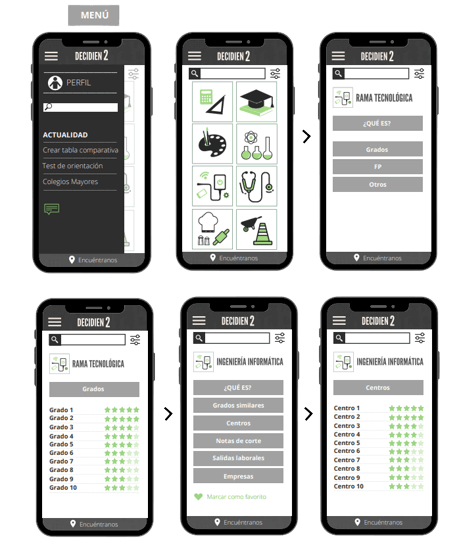 MENÚ
DECIDIEN 2
PERFIL
ACTUALIDAD
Crear tabla comparativa
Test de orientación
Colegios Mayores
Encuéntranos
DECIDIEN 2
Encuéntranos
DECIDIEN 2
RAMA TECNOLÓGICA
¿QUÉ ES?
Grados
FP
Otros
Encuéntranos
DECIDIEN 2
RAMA TECNOLÓGICA
Grados
Grado 1
Grado 2
Grado 3
Grado 4
Grado 5
Grado 6
Grado 7
Grado 8
Grado 9
Grado 10
Encuéntranos
DECIDIEN 2
INGENIERÍA INFORMÁTICA
¿QUÉ ES?
Grados similares
Centros
Notas de corte
Salidas laborales
Empresas
Marcar como favorito
Encuéntranos
DECIDIEN 2
INGENIERÍA INFORMÁTICA
Centros
Centro 1
Centro 2
Centro 3
Centro 4
Centro 5
Centro 6
Centro 7
Centro 8
Centro 9
Centro 10
Encuéntranos